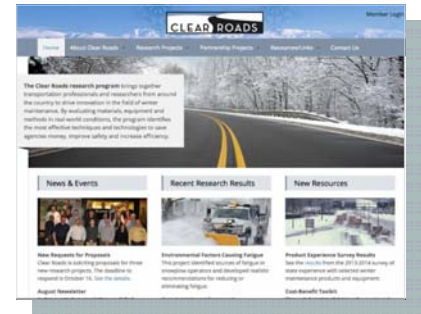 Member Login
CLEAR ROADS
Home About Clear Roads Research Projects Partnership Projects Resources/Links Contact Us
The Clear Roads research program brings together
transportation professionals and researchers from around
the country to drive innovation in the field of winter
maintenance. By evaluating materials, equipment and
methods in real-world conditions, the program identifies
the most effective techniques and technologies to save
agencies money, improve safety and increase efficiency.
News & Events
New Requests for Proposals
Clear Roads is soliciting proposals for three
new research projects. The deadline to
respond is October 16. See the details.
August Newsletter
Recent Research Results
Environmental Factors Causing Fatigue
This project identified sources of fatigue in
snowplow operators and developed realistic
recommendations for reducing or
eliminating fatigue.
New Resources
Product Experience Survey Results
See the results from the 2013-2014 survey of
state experience with selected winter
maintenance products and equipment.
Cost-Benefit Toolkit